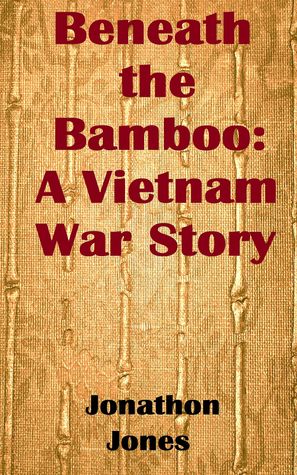 Beneath
the
Bamboo:
A Vietnam
War Story
Jonathon
Jones